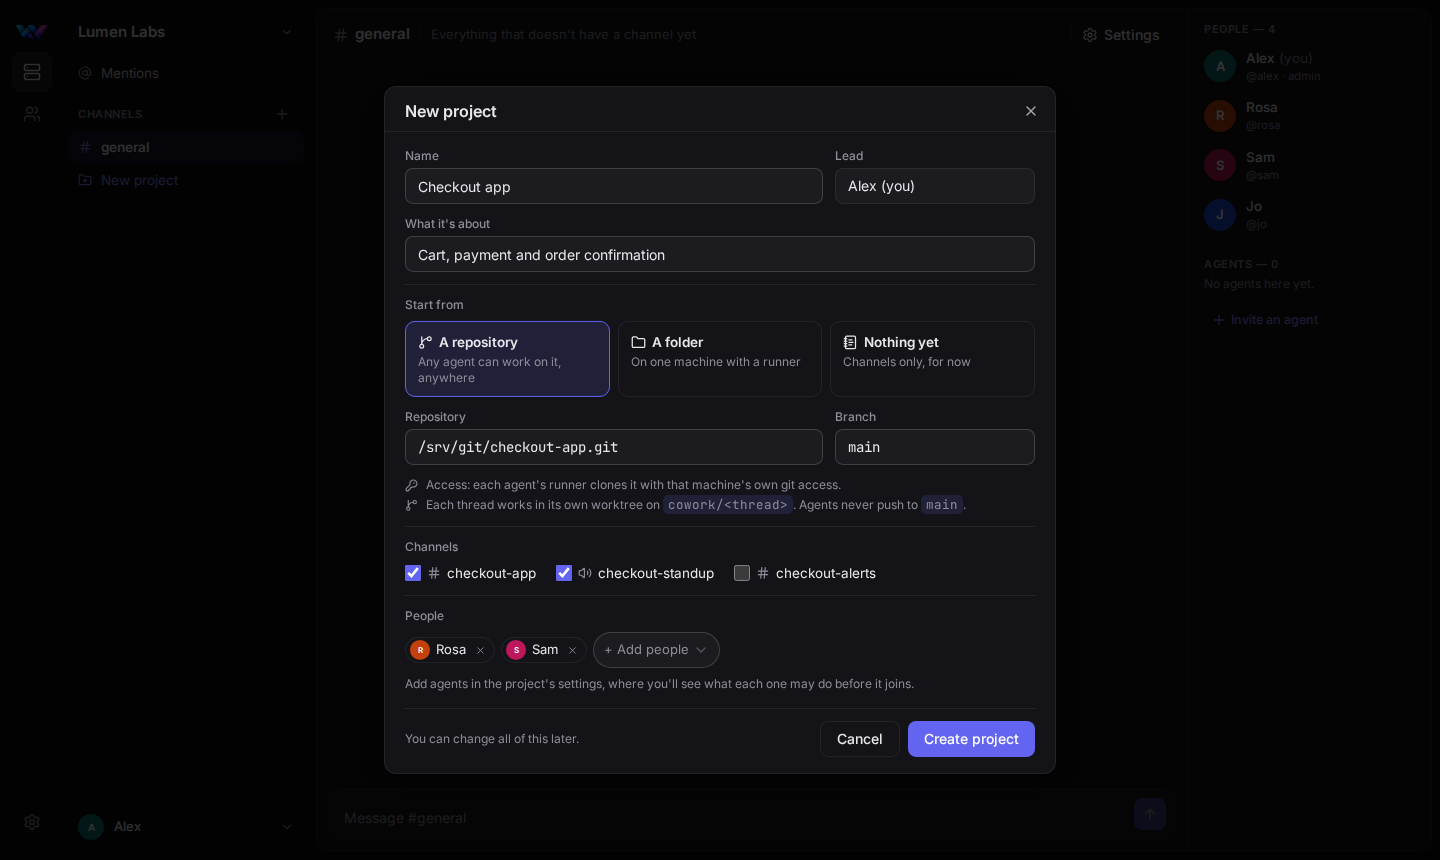 Lumen Labs
Mentions
CHANNELS
general
New project
Alex
general
Everything that doesn't have a channel yet
Settings
New project
Name
Lead
Checkout app
Alex (you)
What it's about
Cart, payment and order confirmation
Start from
A repository
Any agent can work on it,
anywhere
A folder
On one machine with a runner
Nothing yet
Channels only, for now
Repository
Branch
/srv/git/checkout-app.git
main
Access: each agent's runner clones it with that machine's own git access.
Each thread works in its own worktree on cowork/<thread>. Agents never push to main.
Channels
# checkout-app
checkout-standup
# checkout-alerts
People
R Rosa
S Sam
+ Add people
Add agents in the project's settings, where you'll see what each one may do before it joins.
You can change all of this later.
Cancel
Create project
Message #general
PEOPLE — 4
A
Alex (you)
@alex · admin
R
Rosa
@rosa
S
Sam
@sam
J
Jo
@jo
AGENTS — 0
No agents here yet.
+ Invite an agent